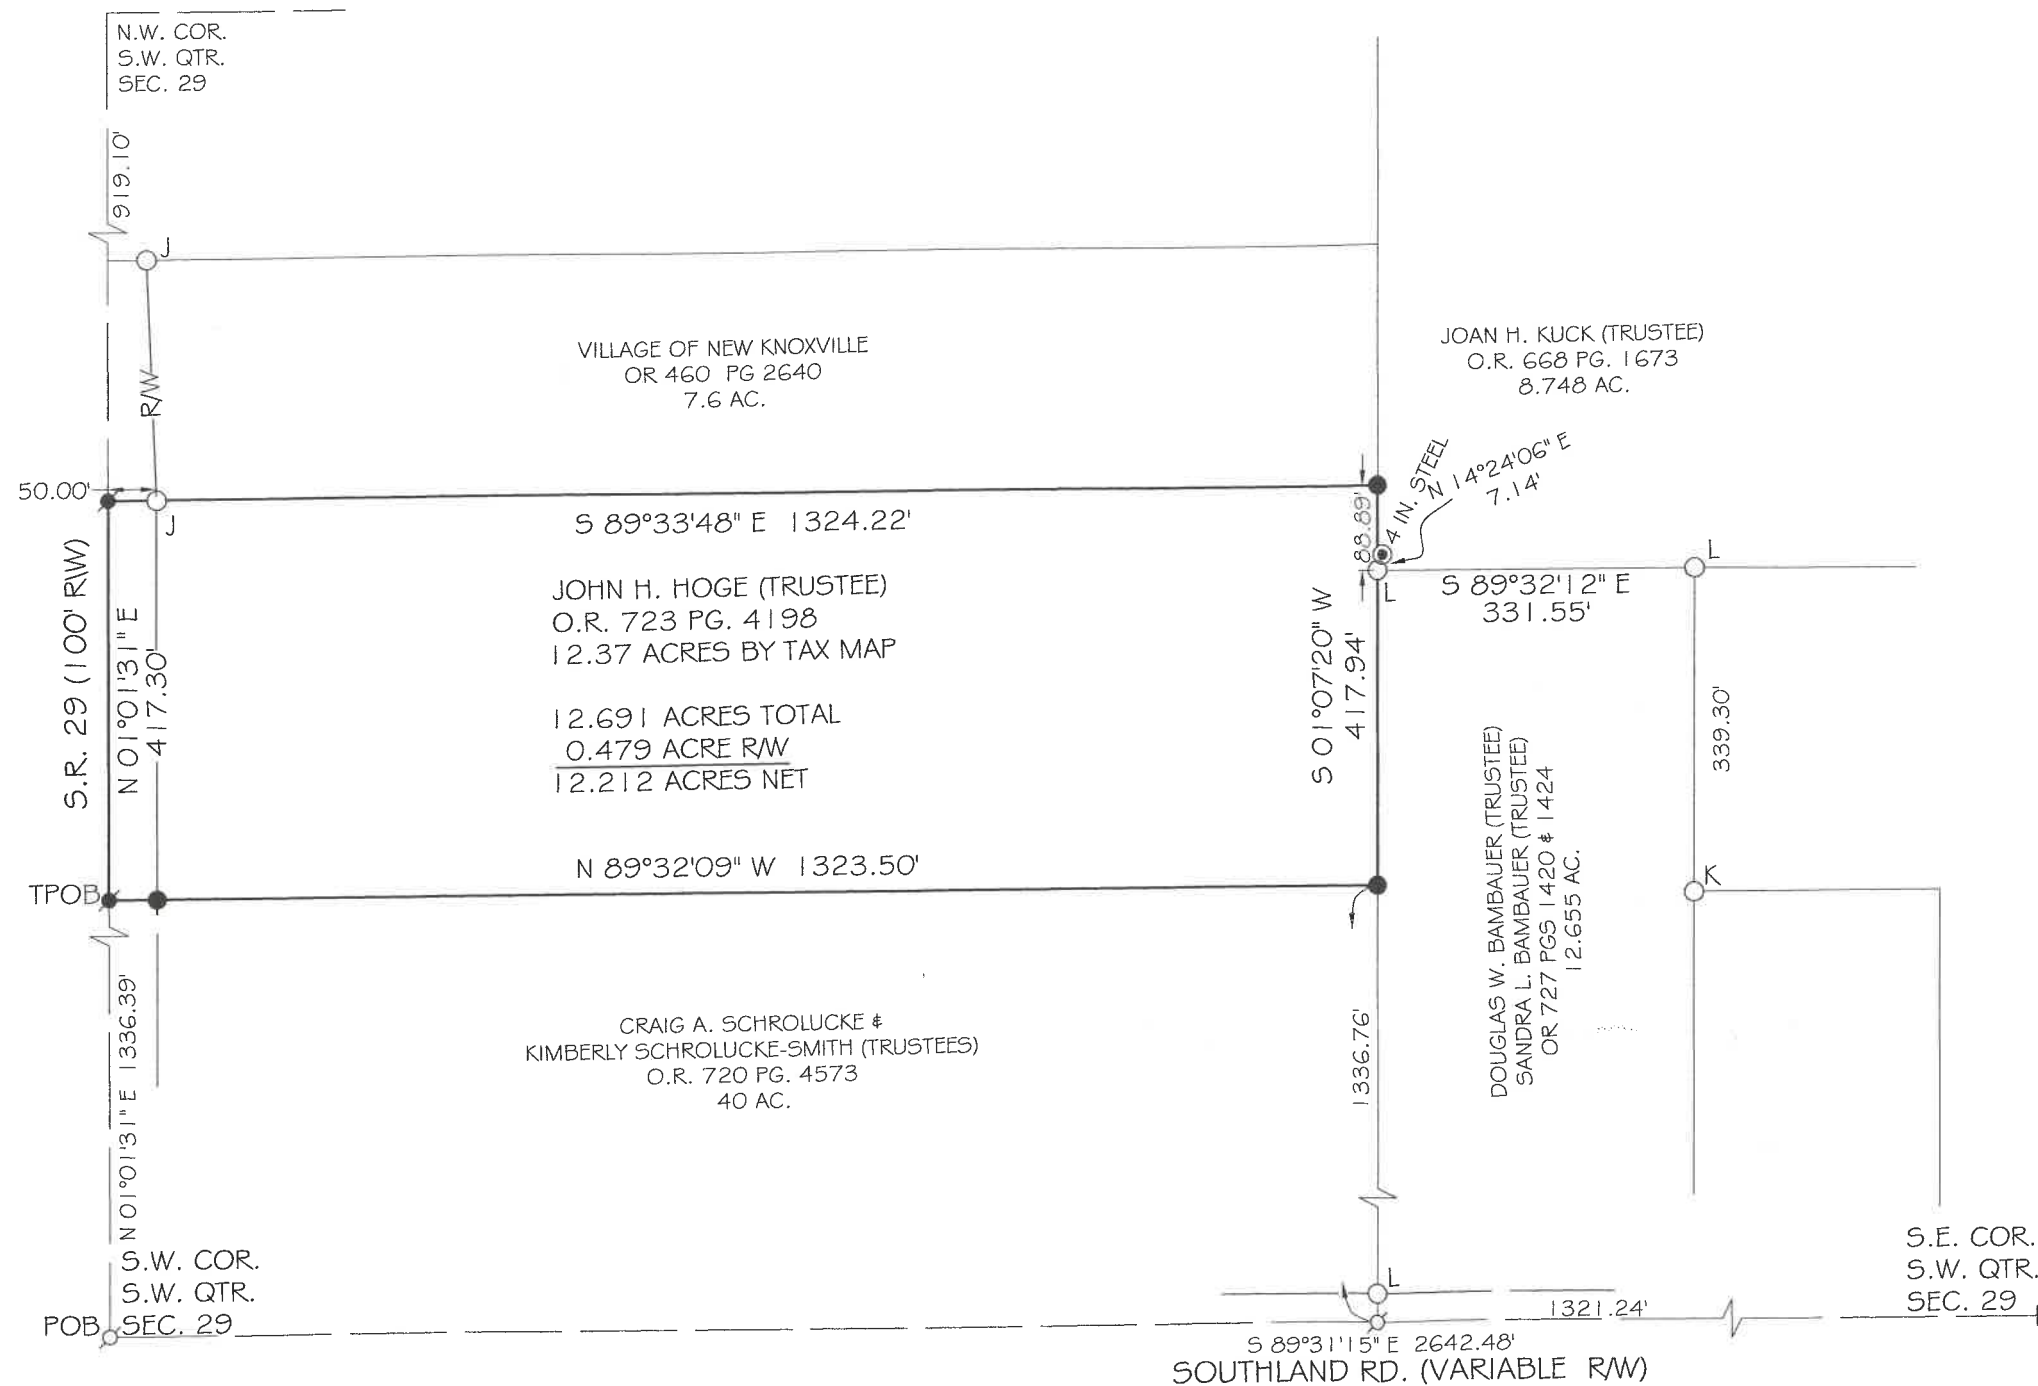 N.W. COR.
S.W. QTR.
SEC. 29
919.10'
J
R/W
VILLAGE OF NEW KNOXVILLE
OR 460 PG 2640
7.6 AC.
JOAN H. KUCK (TRUSTEE)
O.R. 668 PG. 1673
8.748 AC.
50.00'
J
S 89°33'48" E 1324.22'
88.89'
4 IN. STEEL
N 14°24'06" E
7.14'
L
L
S 89°32'12" E
331.55'
S.R. 29 (100' R/W)
N 01°01'31" E
417.30'
JOHN H. HOGE (TRUSTEE)
O.R. 723 PG. 4198
12.37 ACRES BY TAX MAP
12.691 ACRES TOTAL
0.479 ACRE R/W
12.212 ACRES NET
S 01°07'20" W
417.94'
339.30'
N 89°32'09" W 1323.50'
TPOB
K
DOUGLAS W. BAMBAUER (TRUSTEE)
SANDRA L. BAMBAUER (TRUSTEE)
OR 727 PGS 1420 & 1424
12.655 AC.
N 01°01'31" E 1336.39'
CRAIG A. SCHROLUCKE &
KIMBERLY SCHROLUCKE-SMITH (TRUSTEES)
O.R. 720 PG. 4573
40 AC.
1336.76'
S.W. COR.
S.W. QTR.
SEC. 29
POB
L
1321.24'
S.E. COR.
S.W. QTR.
SEC. 29
S 89°31'15" E 2642.48'
SOUTHLAND RD. (VARIABLE R/W)